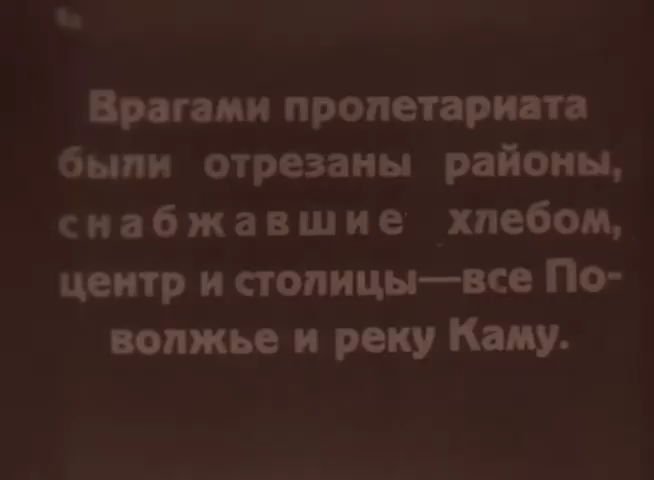 Врагами пролетариата
были отрезаны районы,
снабжавшие хлебом,
центр и столицы—все По-
волжье и реку Каму.